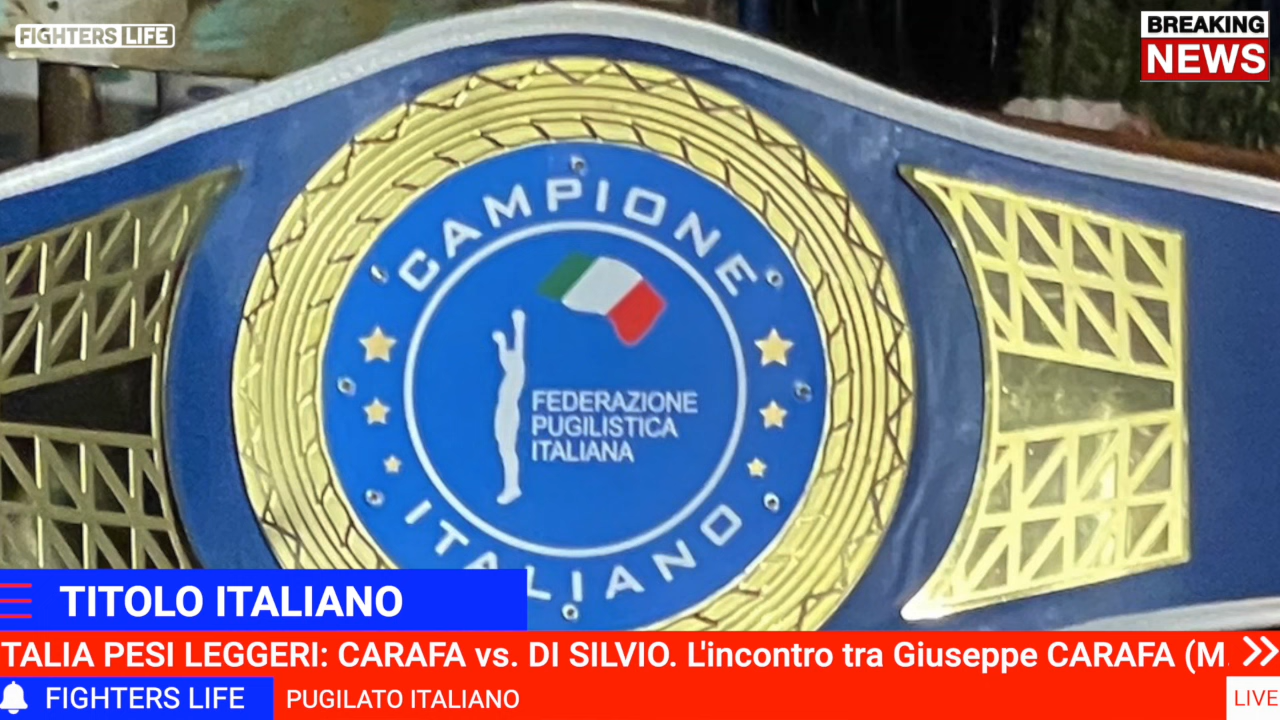 FIGHTERS LIFE
BREAKING
NEWS
CAMPIONE
FEDERAZIONE
PUGILISTICA
ITALIANA
ITALIANO
TITOLO ITALIANO
TALIA PESI LEGGERI: CARAFA vs. DI SILVIO. L'incontro tra Giuseppe CARAFA (M
FIGHTERS LIFE
PUGILATO ITALIANO
LIVE